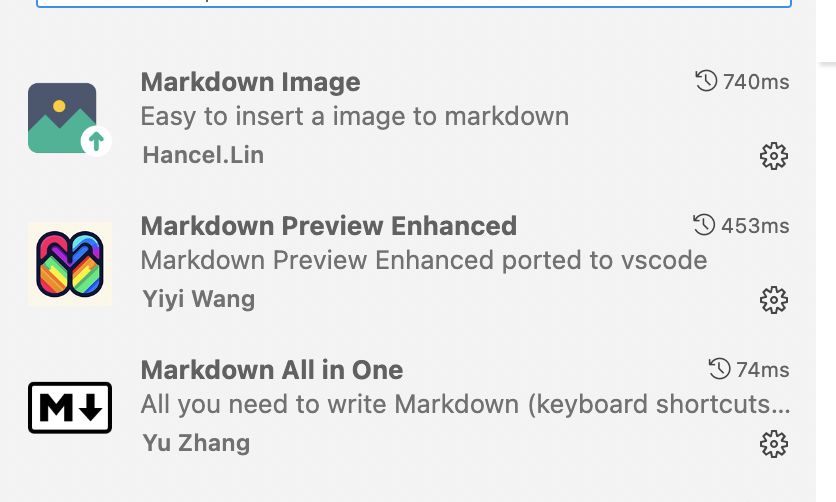 Markdown Image 740ms
Easy to insert a image to markdown
Hancel.Lin
Markdown Preview Enhanced 453ms
Markdown Preview Enhanced ported to vscode
Yiyi Wang
Markdown All in One 74ms
M All you need to write Markdown (keyboard shortcuts...
Yu Zhang